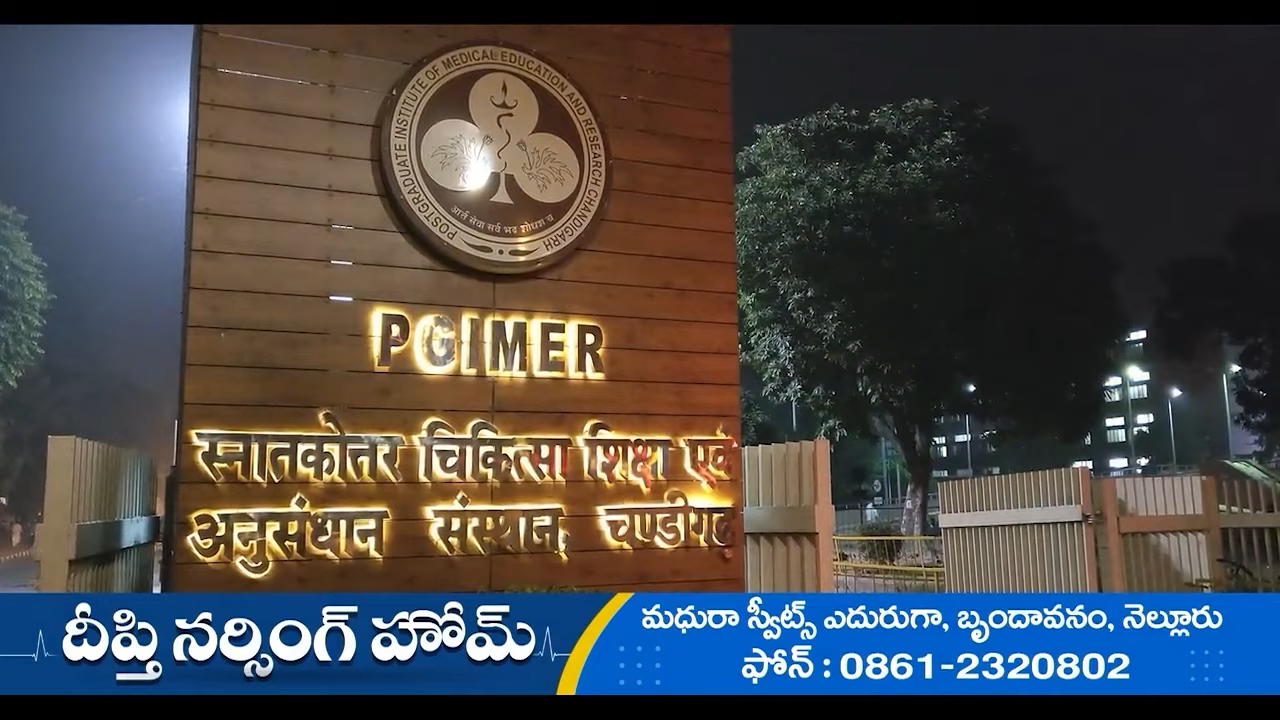 POSTGRADUATE INSTITUTE OF MEDICAL EDUCATION AND RESEARCH CHANDIGARH
PGIMER
स्नातकोतर चिकित्सा शिक्षा एवं
अनुसंधान संस्थान, चण्डीगढ़
దీప్తి నర్సింగ్ హోమ్
మధురా స్వీట్స్ ఎదురుగా, బృందావనం, నెల్లూరు
ఫోన్ : 0861-2320802